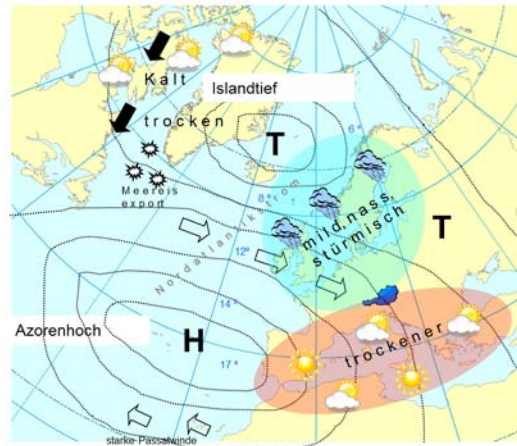 Kalt
Islandtief
trocken
T
6°
Meereis
export
8°
mild, nass,
stürmisch
T
Nordatlantikstrom
12°
14°
Azorenhoch
H
trockener
17°
starke Passatwinde